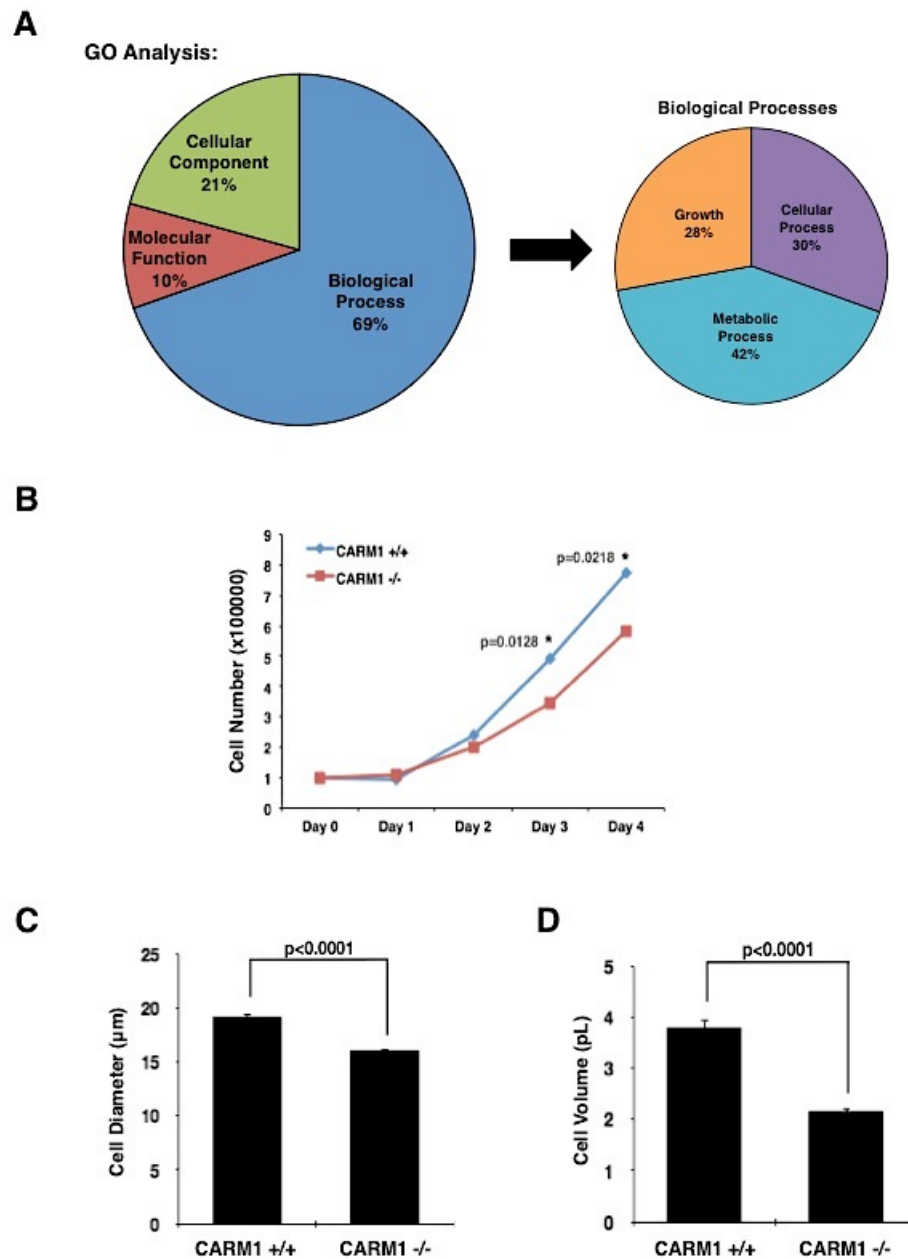 A
GO Analysis:
Cellular
Component
21%
Molecular
Function
10%
Biological
Process
69%
Biological Processes
Growth
28%
Cellular
Process
30%
Metabolic
Process
42%
B
Cell Number (x100000)
9
8
7
6
5
4
3
2
1
0
CARM1 +/+
CARM1 -/-
p=0.0128 *
p=0.0218 *
Day 0 Day 1 Day 2 Day 3 Day 4
C
Cell Diameter (µm)
25
20
15
10
5
0
p<0.0001
CARM1 +/+ CARM1 -/-
D
Cell Volume (pL)
5
4
3
2
1
0
p<0.0001
CARM1 +/+ CARM1 -/-